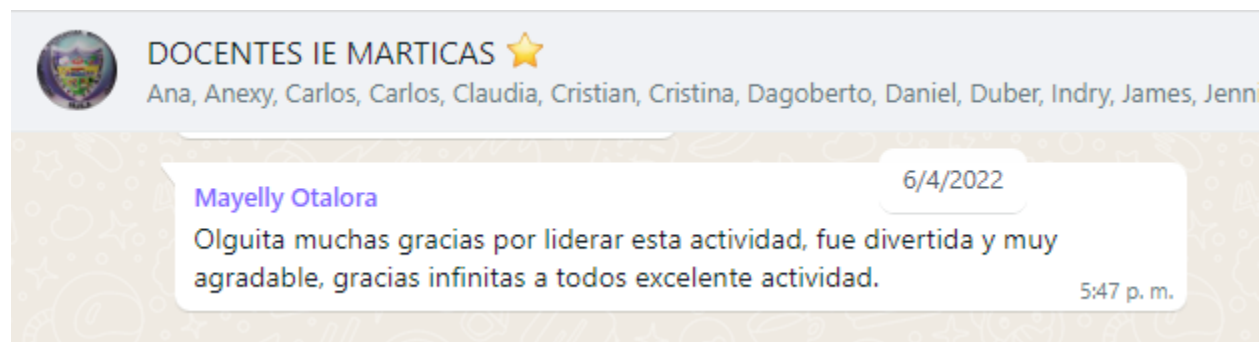 DOCENTES IE MARTICAS ⭐
Ana, Anexy, Carlos, Carlos, Claudia, Cristian, Cristina, Dagoberto, Daniel, Duber, Indry, James, Jenni
6/4/2022
Mayelly Otalora
Olguita muchas gracias por liderar esta actividad, fue divertida y muy
agradable, gracias infinitas a todos excelente actividad.
5:47 p. m.